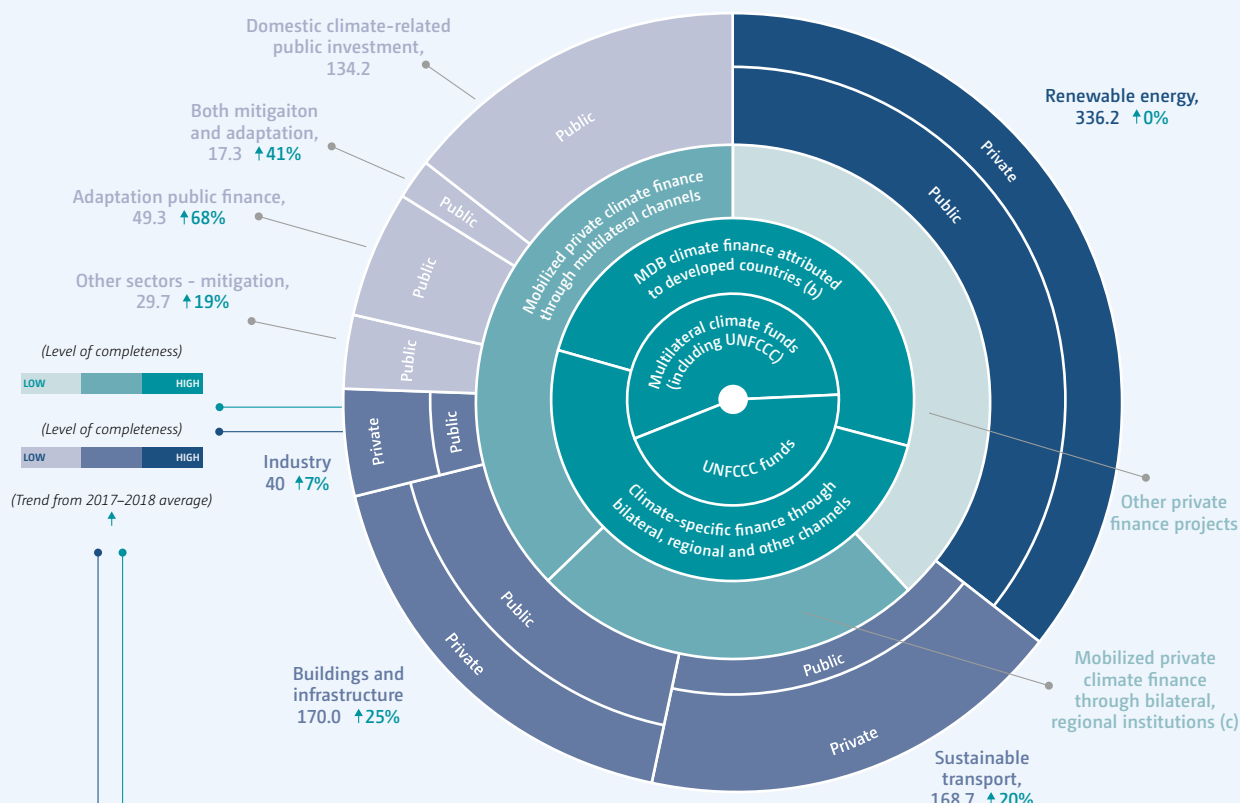 Domestic climate-related
public investment,
134.2
Both mitigaiton
and adaptation,
17.3 ↑41%
Adaptation public finance,
49.3 ↑68%
Other sectors - mitigation,
29.7 ↑19%
(Level of completeness)
LOW HIGH
(Level of completeness)
LOW HIGH
(Trend from 2017–2018 average)
↑
Industry
40 ↑7%
Buildings and
infrastructure
170.0 ↑25%
Sustainable
transport,
168.7 ↑20%
Renewable energy,
336.2 ↑0%
Other private
finance projects
Mobilized private
climate finance
through bilateral,
regional institutions (c)
Public
Public
Public
Public
Private
Public
Public
Private
Public
Private
Public
Private
Mobilized private climate finance
through multilateral channels
MDB climate finance attributed
to developed countries (b)
Multilateral climate funds
(including UNFCCC)
UNFCCC funds
Climate-specific finance through
bilateral, regional and other channels